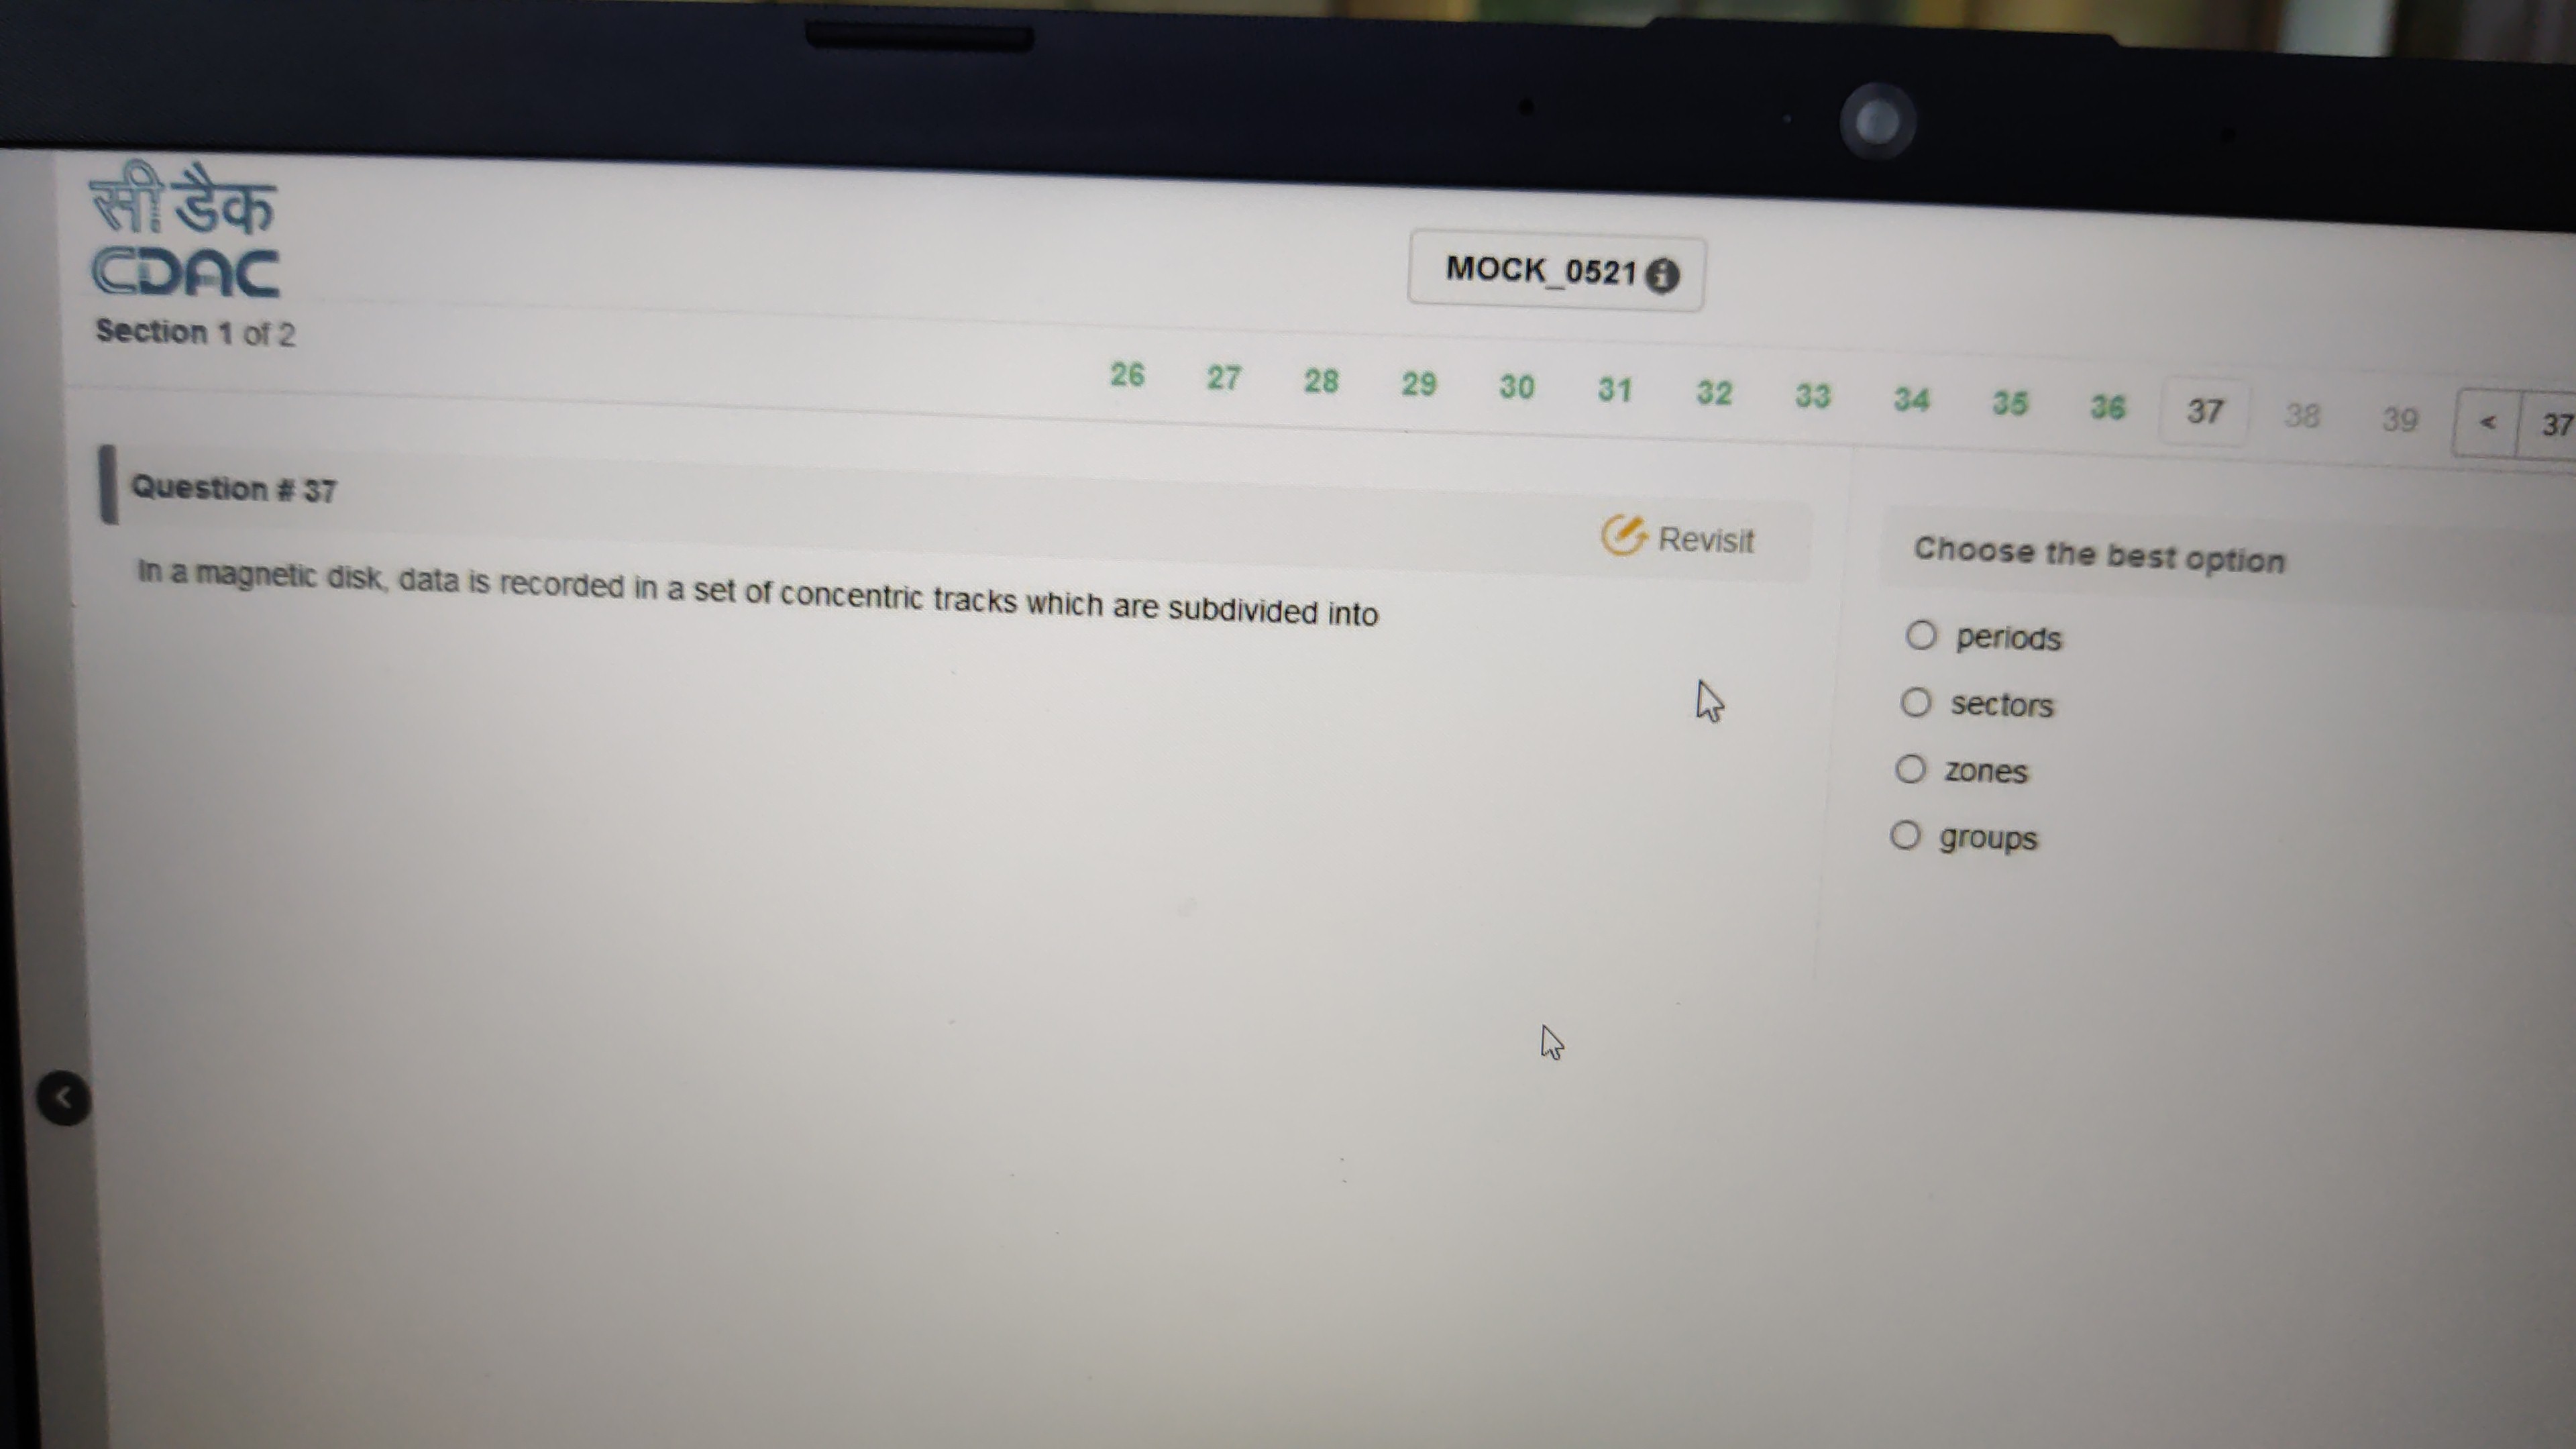 सी डैक
CDAC
MOCK_0521
Section 1 of 2
26 27 28 29 30 31 32 33 34 35 36 37 38 39 < 37
Question # 37
Revisit
In a magnetic disk, data is recorded in a set of concentric tracks which are subdivided into
Choose the best option
periods
sectors
zones
groups